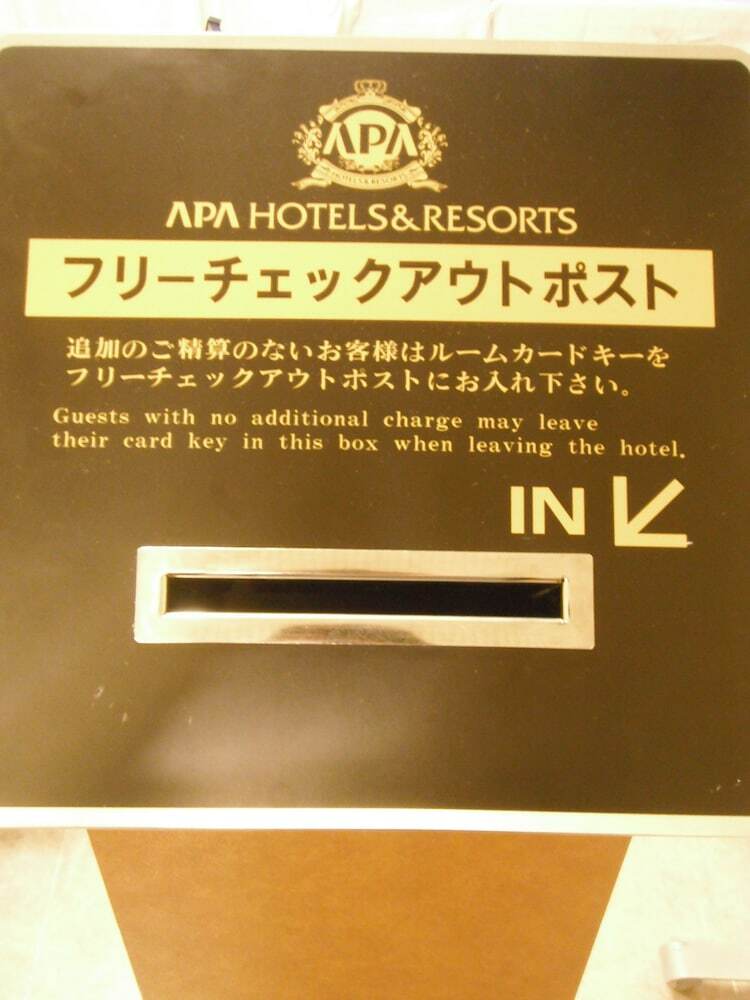 APA
HOTELS & RESORTS
APA HOTELS&RESORTS
フリーチェックアウトポスト
追加のご精算のないお客様はルームカードキーを
フリーチェックアウトポストにお入れ下さい。
Guests with no additional charge may leave
their card key in this box when leaving the hotel.
IN